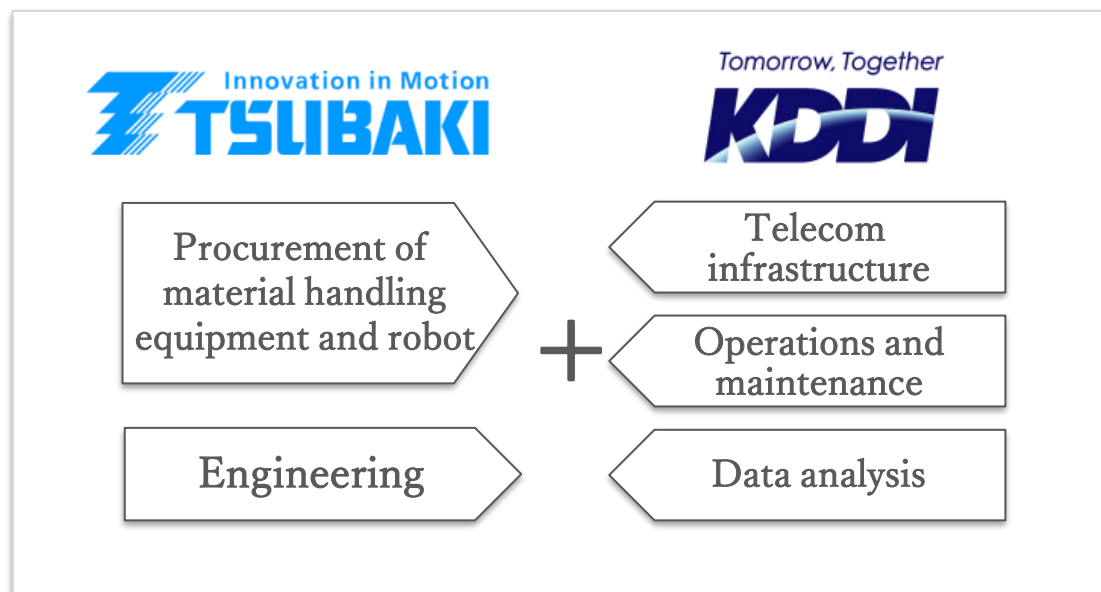 Innovation in Motion
TSUBAKI
Tomorrow, Together
KDDI
Procurement of
material handling
equipment and robot
Engineering
+
Telecom
infrastructure
Operations and
maintenance
Data analysis